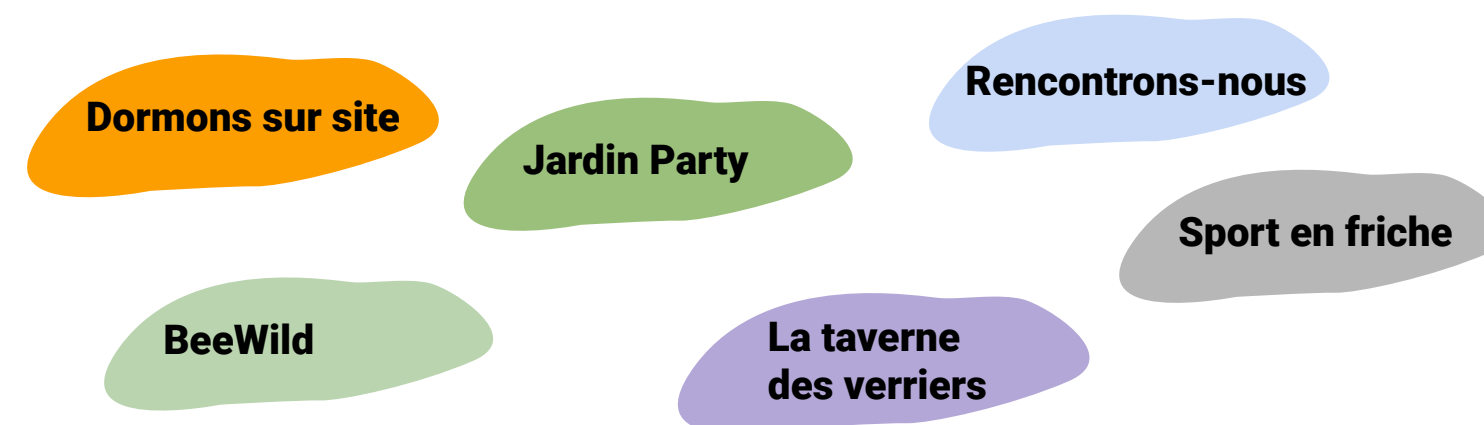 Dormons sur site
Jardin Party
Rencontrons-nous
Sport en friche
BeeWild
La taverne
des verriers